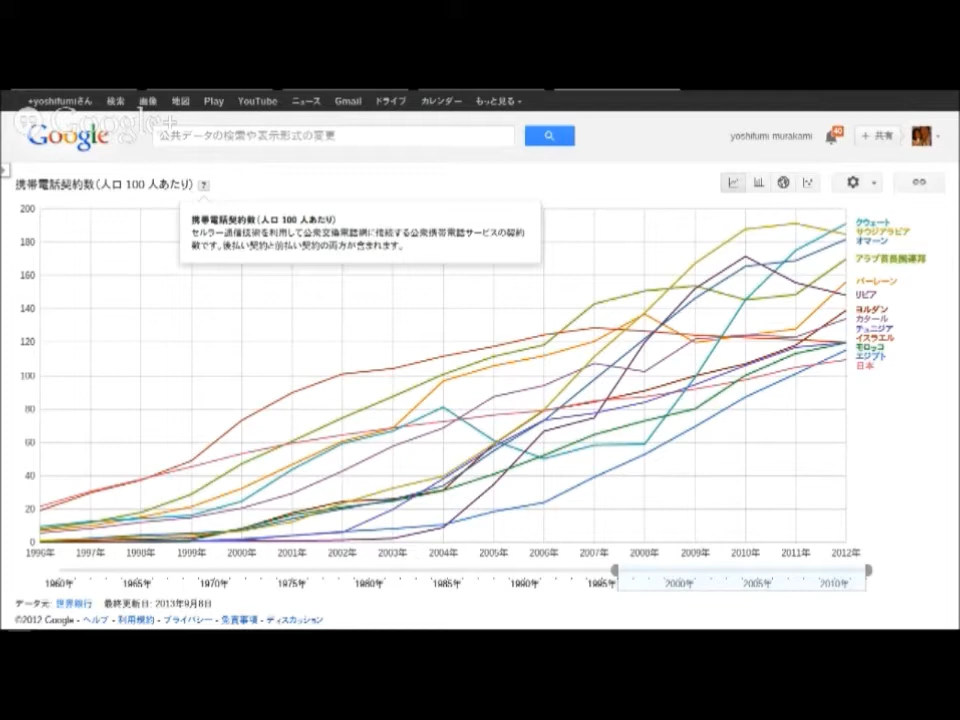 +yoshifumiさん 検索 画像 地図 Play YouTube ニュース Gmail ドライブ カレンダー もっと見る
Google+
Google 公共データの検索や表示形式の変更 yoshifumi murakami 40 + 共有
携帯電話契約数（人口 100 人あたり） ?
携帯電話契約数（人口 100 人あたり）
セルラー通信技術を利用して公衆交換電話網に接続する公衆携帯電話サービスの契約
数です。後払い契約と前払い契約の両方が含まれます。
200
180
160
140
120
100
80
60
40
20
0
クウェート
サウジアラビア
オマーン
アラブ首長国連邦
バーレーン
リビア
ヨルダン
カタール
チュニジア
イスラエル
モロッコ
エジプト
日本
1996年 1997年 1998年 1999年 2000年 2001年 2002年 2003年 2004年 2005年 2006年 2007年 2008年 2009年 2010年 2011年 2012年
1960年 1965年 1970年 1975年 1980年 1985年 1990年 1995年 2000年 2005年 2010年
データ元: 世界銀行 最終更新日: 2013年9月8日
©2012 Google - ヘルプ - 利用規約 - プライバシー - 免責事項 - ディスカッション